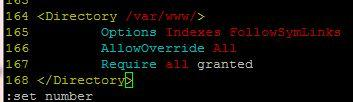 163
164 <Directory /var/www/>
165 Options Indexes FollowSymLinks
166 AllowOverride All
167 Require all granted
168 </Directory>
:set number